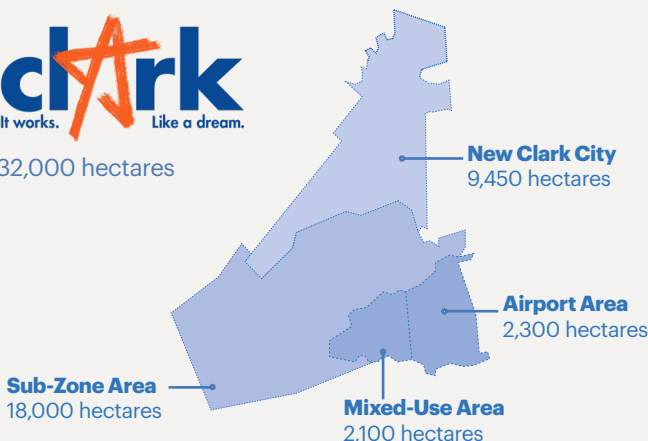 clArk
It works. Like a dream.
32,000 hectares
New Clark City
9,450 hectares
Airport Area
2,300 hectares
Sub-Zone Area
18,000 hectares
Mixed-Use Area
2,100 hectares